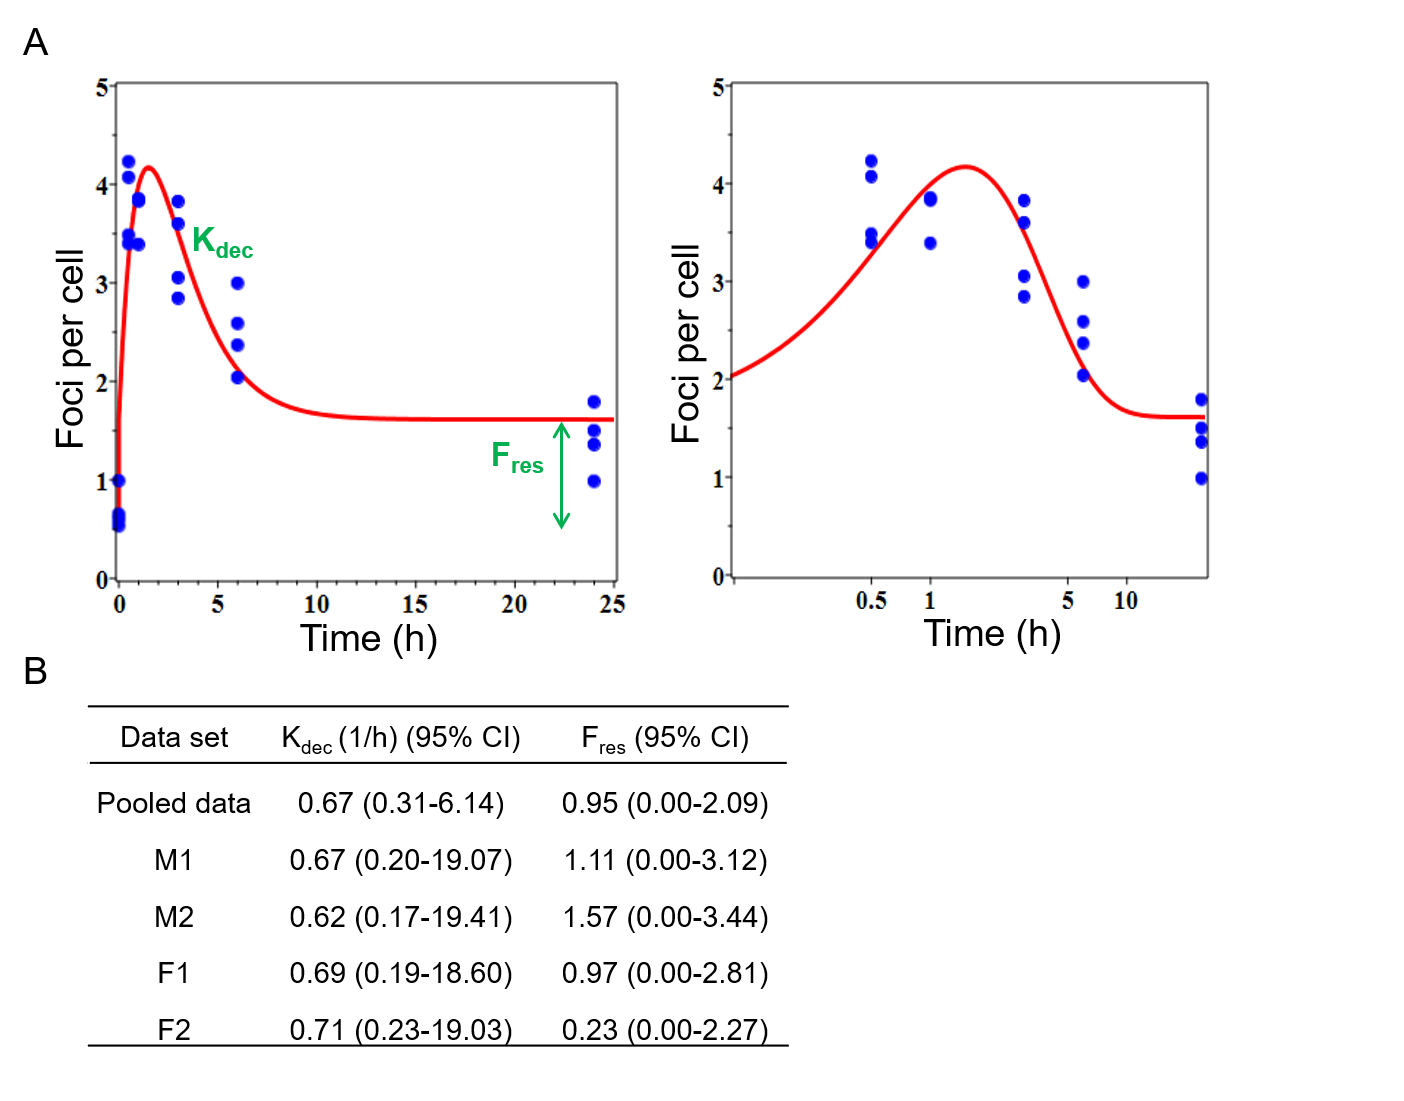 A
5
4
3
2
1
0
Foci per cell
K_dec
F_res
0 5 10 15 20 25
Time (h)
5
4
3
2
1
0
Foci per cell
0.5 1 5 10
Time (h)
B
Data set K_dec (1/h) (95% CI) F_res (95% CI)
Pooled data 0.67 (0.31-6.14) 0.95 (0.00-2.09)
M1 0.67 (0.20-19.07) 1.11 (0.00-3.12)
M2 0.62 (0.17-19.41) 1.57 (0.00-3.44)
F1 0.69 (0.19-18.60) 0.97 (0.00-2.81)
F2 0.71 (0.23-19.03) 0.23 (0.00-2.27)